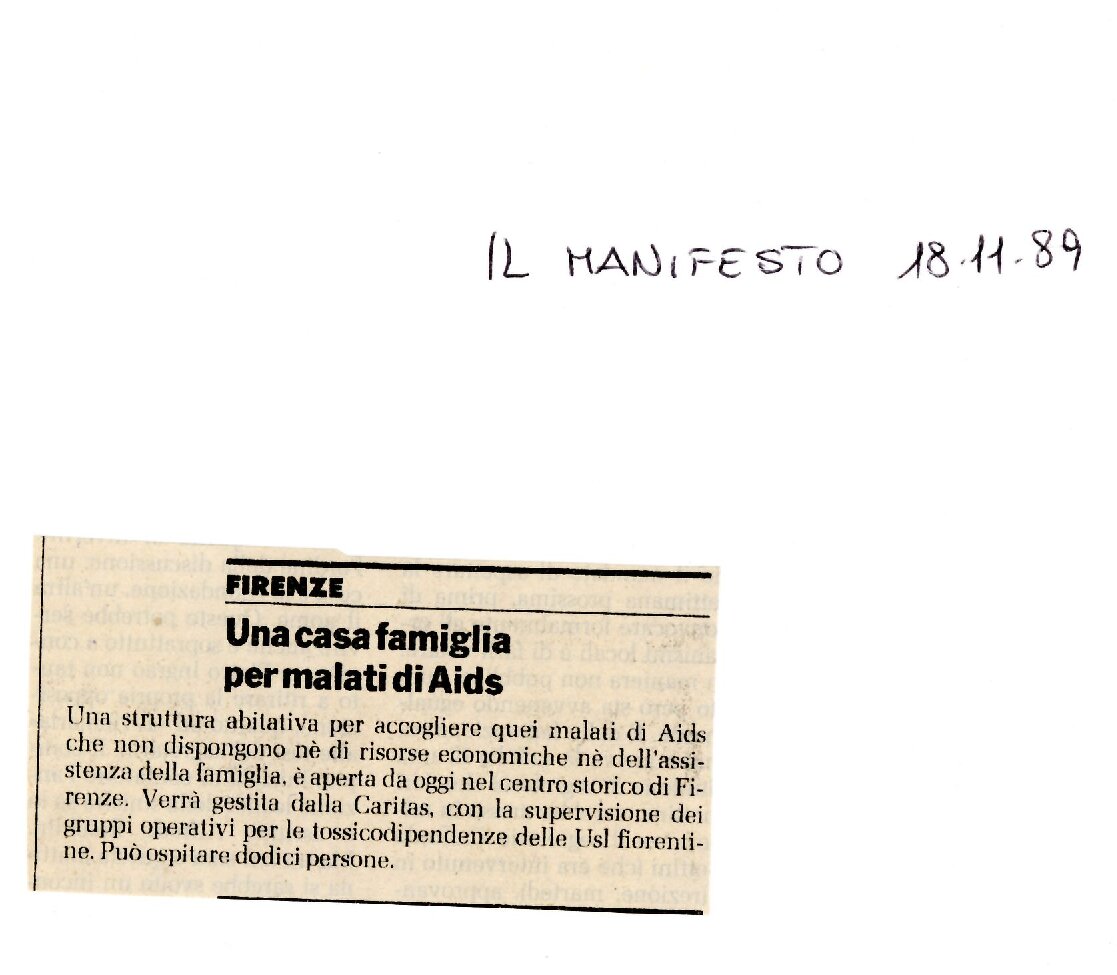 IL MANIFESTO 18.11.89
FIRENZE
Una casa famiglia
per malati di Aids
Una struttura abitativa per accogliere quei malati di Aids
che non dispongono nè di risorse economiche nè dell'assi-
stenza della famiglia, è aperta da oggi nel centro storico di Fi-
renze. Verrà gestita dalla Caritas, con la supervisione dei
gruppi operativi per le tossicodipendenze delle Usl fiorenti-
ne. Può ospitare dodici persone.